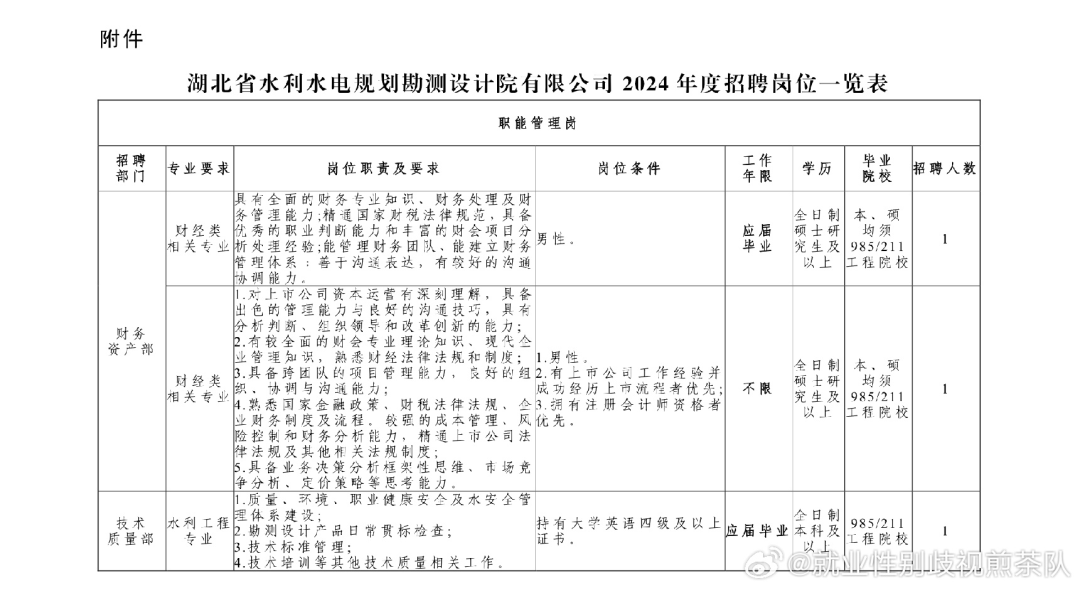 附件
湖北省水利水电规划勘测设计院有限公司 2024 年度招聘岗位一览表
职能管理岗
招聘
部门
专业要求
岗位职责及要求
岗位条件
工作
年限
学历
毕业
院校
招聘人数
财务
资产部
财经类
相关专业
具有全面的财务专业知识、财务处理及财
务管理能力;精通国家财税法律规范，具备
优秀的职业判断能力和丰富的财会项目分
析处理经验;能管理财务团队、能建立财务
管理体系：善于沟通表达，有较好的沟通
协调能力。
男性。
应届
毕业
全日制
硕士研
究生及
以上
本、硕
均须
985/211
工程院校
1
财经类
相关专业
1.对上市公司资本运营有深刻理解，具备
出色的管理能力与良好的沟通技巧，具有
分析判断、组织领导和改革创新的能力；
2.有较全面的财会专业理论知识、现代企
业管理知识，熟悉财经法律法规和制度；
3.具备跨团队的项目管理能力，良好的组
织、协调与沟通能力；
4.熟悉国家金融政策、财税法律法规、企
业财务制度及流程。较强的成本管理、风
险控制和财务分析能力，精通上市公司法
律法规及其他相关法规制度；
5.具备业务决策分析框架性思维、市场竞
争分析、定价策略等思考能力。
1.男性。
2.有上市公司工作经验并
成功经历上市流程者优先；
3.拥有注册会计师资格者
优先。
不限
全日制
硕士研
究生及
以上
本、硕
均须
985/211
工程院校
1
技术
质量部
水利工程
专业
1.质量、环境、职业健康安全及水安全管
理体系建设；
2.勘测设计产品日常贯标检查；
3.技术标准管理；
4.技术培训等其他技术质量相关工作。
持有大学英语四级及以上
证书。
应届毕业
全日制
本科及
以上
985/211
工程院校
1
@就业性别歧视煎茶队